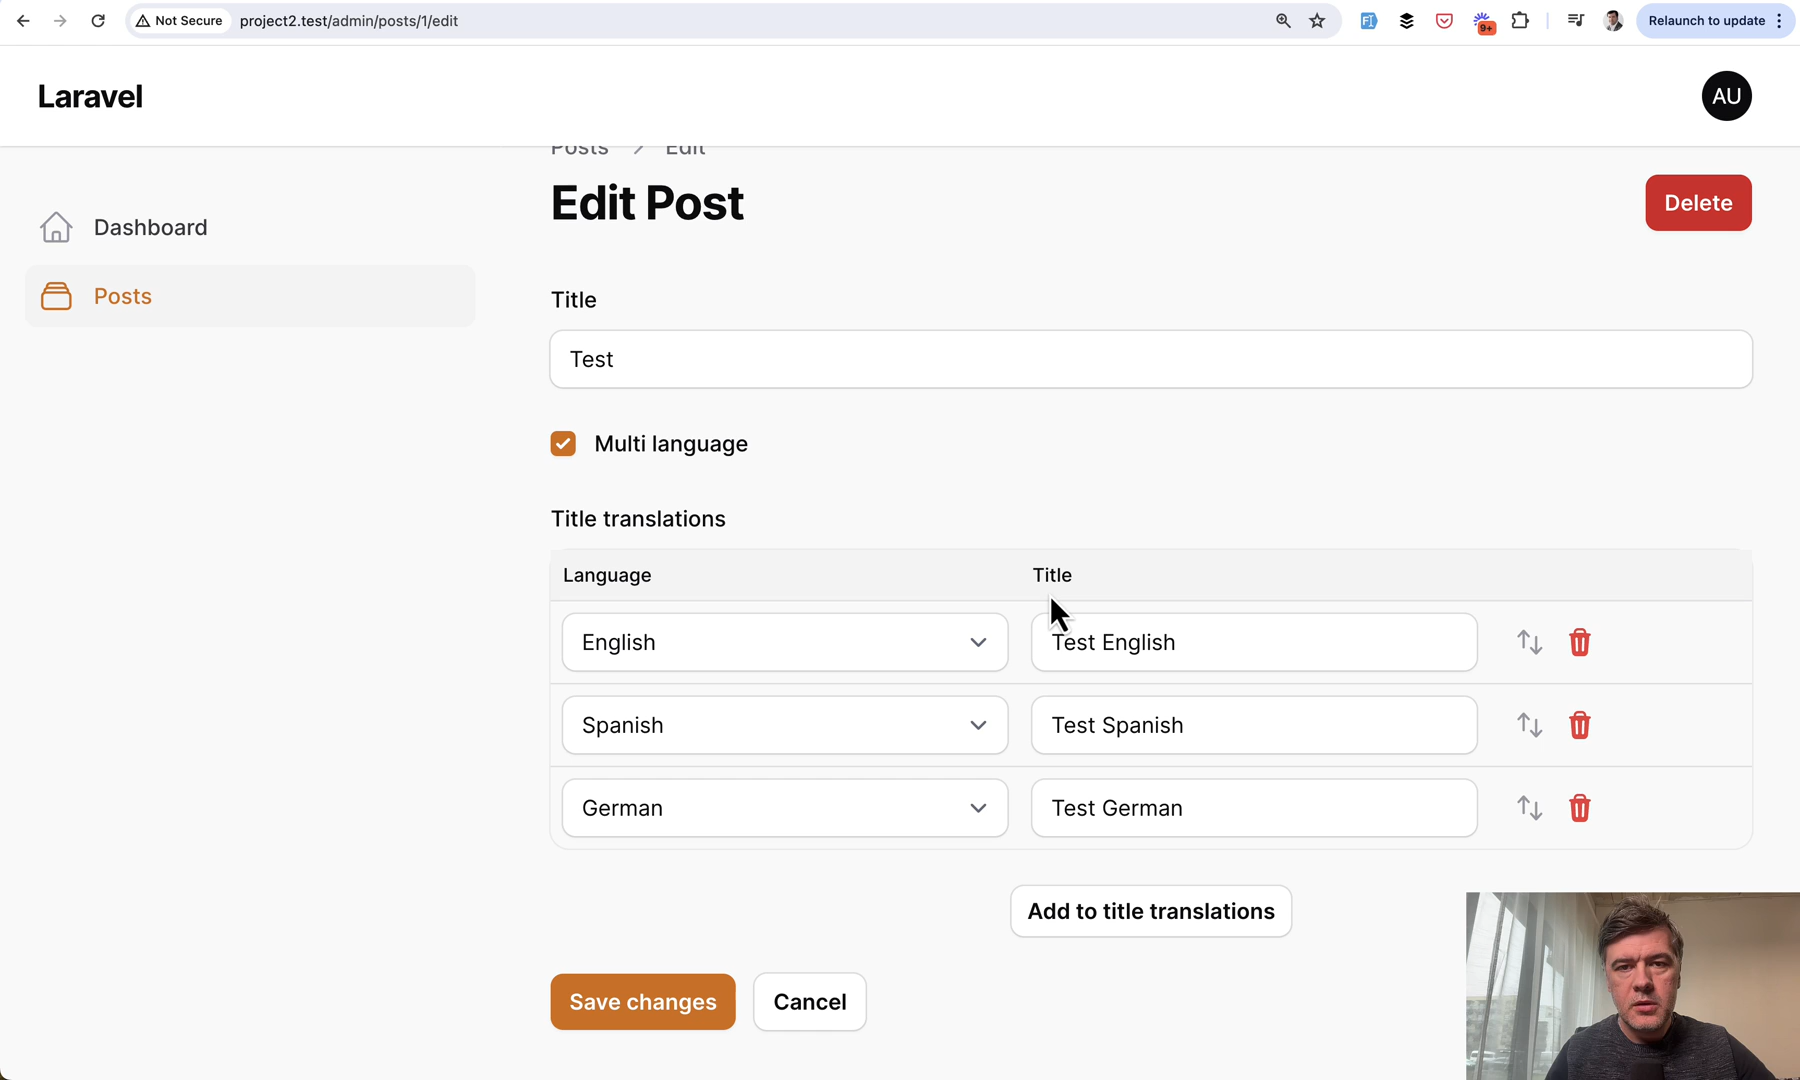 Not Secure project2.test/admin/posts/1/edit 9+ Relaunch to update
Laravel AU
Posts Edit
Edit Post Delete
Dashboard
Posts
Title
Test
Multi language
Title translations
Language Title
English Test English
Spanish Test Spanish
German Test German
Add to title translations
Save changes Cancel